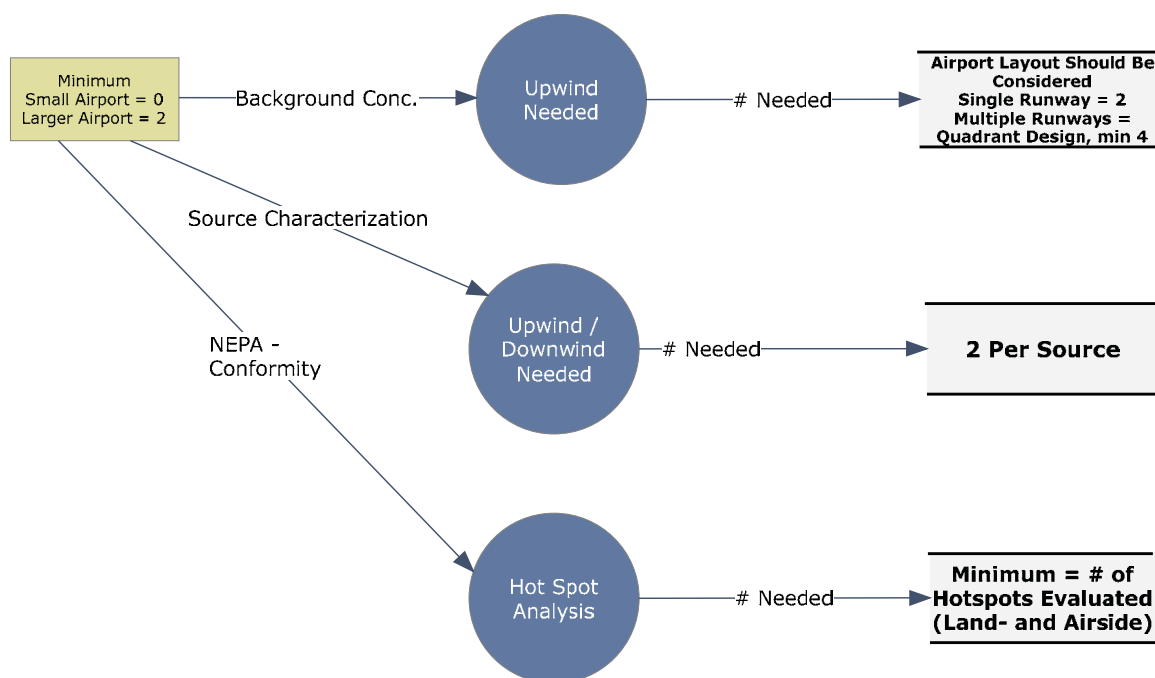 Minimum
Small Airport = 0
Larger Airport = 2
Background Conc.
Upwind
Needed
# Needed
Airport Layout Should Be
Considered
Single Runway = 2
Multiple Runways =
Quadrant Design, min 4
Source Characterization
Upwind /
Downwind
Needed
# Needed
2 Per Source
NEPA -
Conformity
Hot Spot
Analysis
# Needed
Minimum = # of
Hotspots Evaluated
(Land- and Airside)